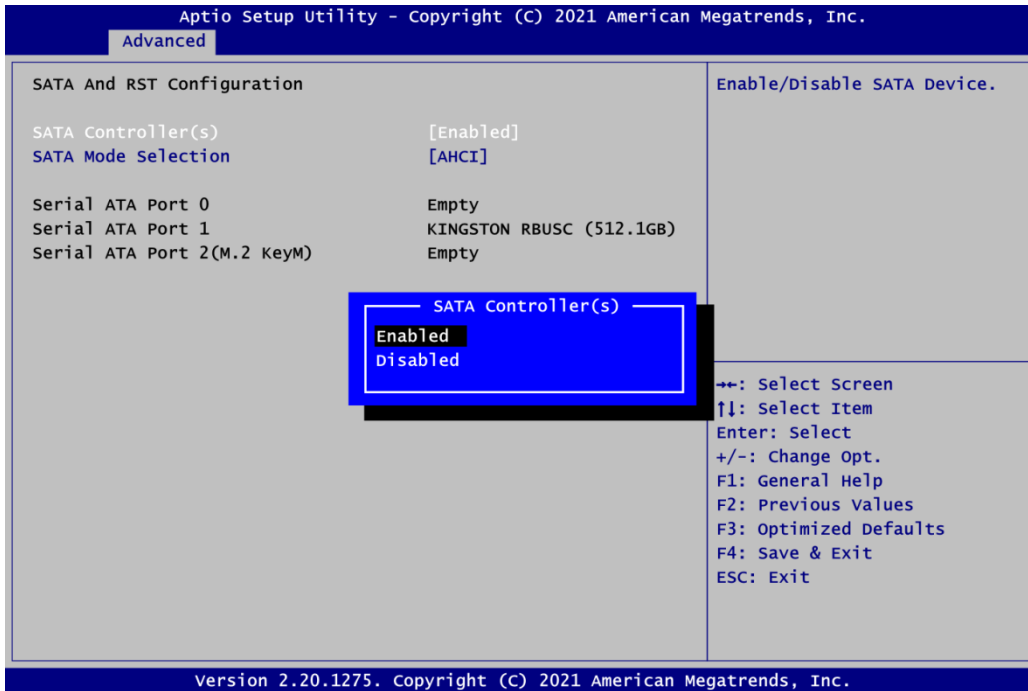 Aptio Setup Utility - Copyright (C) 2021 American Megatrends, Inc.
Advanced
SATA And RST Configuration
SATA Controller(s) [Enabled]
SATA Mode Selection [AHCI]
Serial ATA Port 0 Empty
Serial ATA Port 1 KINGSTON RBUSC (512.1GB)
Serial ATA Port 2(M.2 KeyM) Empty
SATA Controller(s)
Enabled
Disabled
Enable/Disable SATA Device.
→←: Select Screen
↑↓: Select Item
Enter: Select
+/-: Change Opt.
F1: General Help
F2: Previous Values
F3: Optimized Defaults
F4: Save & Exit
ESC: Exit
Version 2.20.1275. Copyright (C) 2021 American Megatrends, Inc.